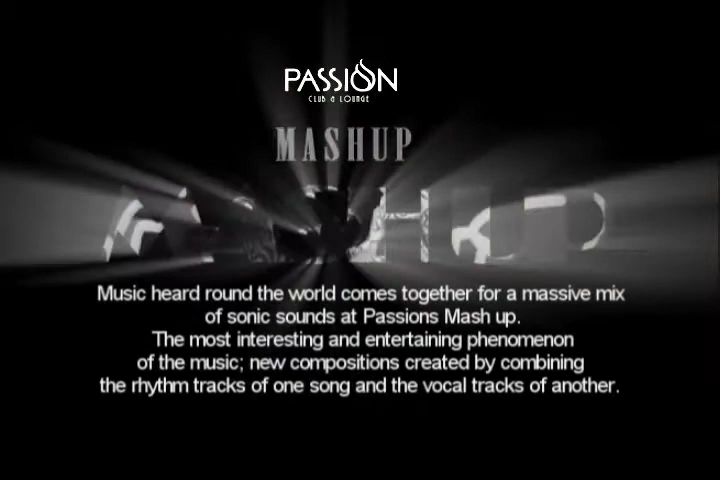 PASSION
CLUB & LOUNGE
MASHUP
MASHUP
Music heard round the world comes together for a massive mix
of sonic sounds at Passions Mash up.
The most interesting and entertaining phenomenon
of the music; new compositions created by combining
the rhythm tracks of one song and the vocal tracks of another.